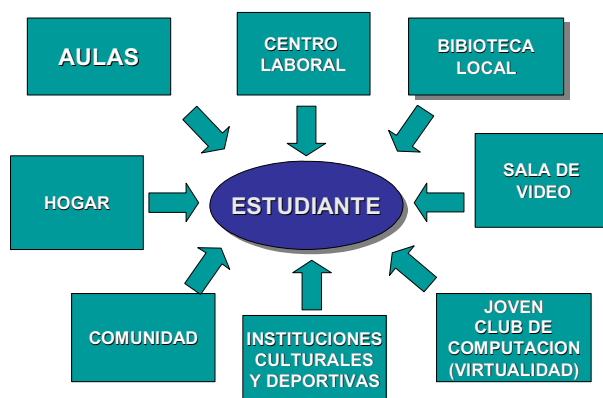 AULAS
CENTRO
LABORAL
BIBIOTECA
LOCAL
HOGAR
ESTUDIANTE
SALA DE
VIDEO
COMUNIDAD
INSTITUCIONES
CULTURALES
Y DEPORTIVAS
JOVEN
CLUB DE
COMPUTACION
(VIRTUALIDAD)